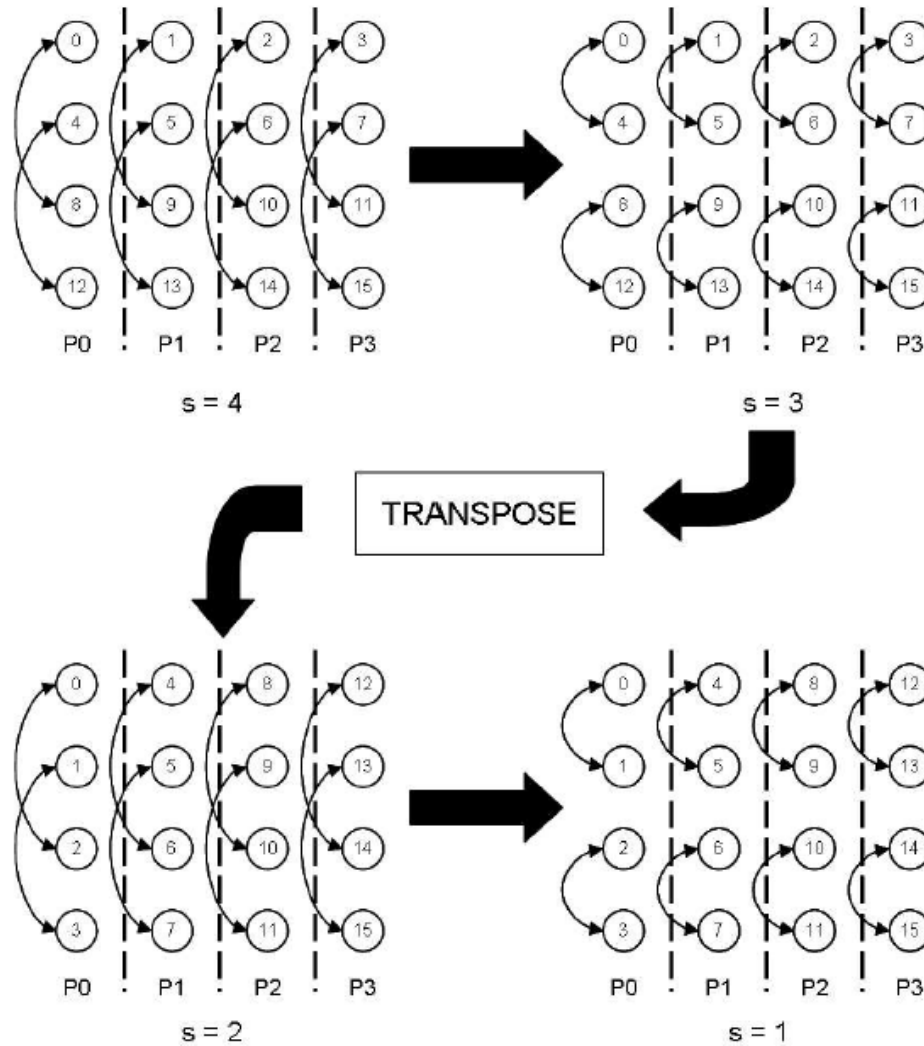 0 1 2 3 0 1 2 3
4 5 6 7 4 5 6 7
8 9 10 11 8 9 10 11
12 13 14 15 12 13 14 15
P0 P1 P2 P3 P0 P1 P2 P3
s = 4 s = 3
TRANSPOSE
0 4 8 12 0 4 8 12
1 5 9 13 1 5 9 13
2 6 10 14 2 6 10 14
3 7 11 15 3 7 11 15
P0 P1 P2 P3 P0 P1 P2 P3
s = 2 s = 1